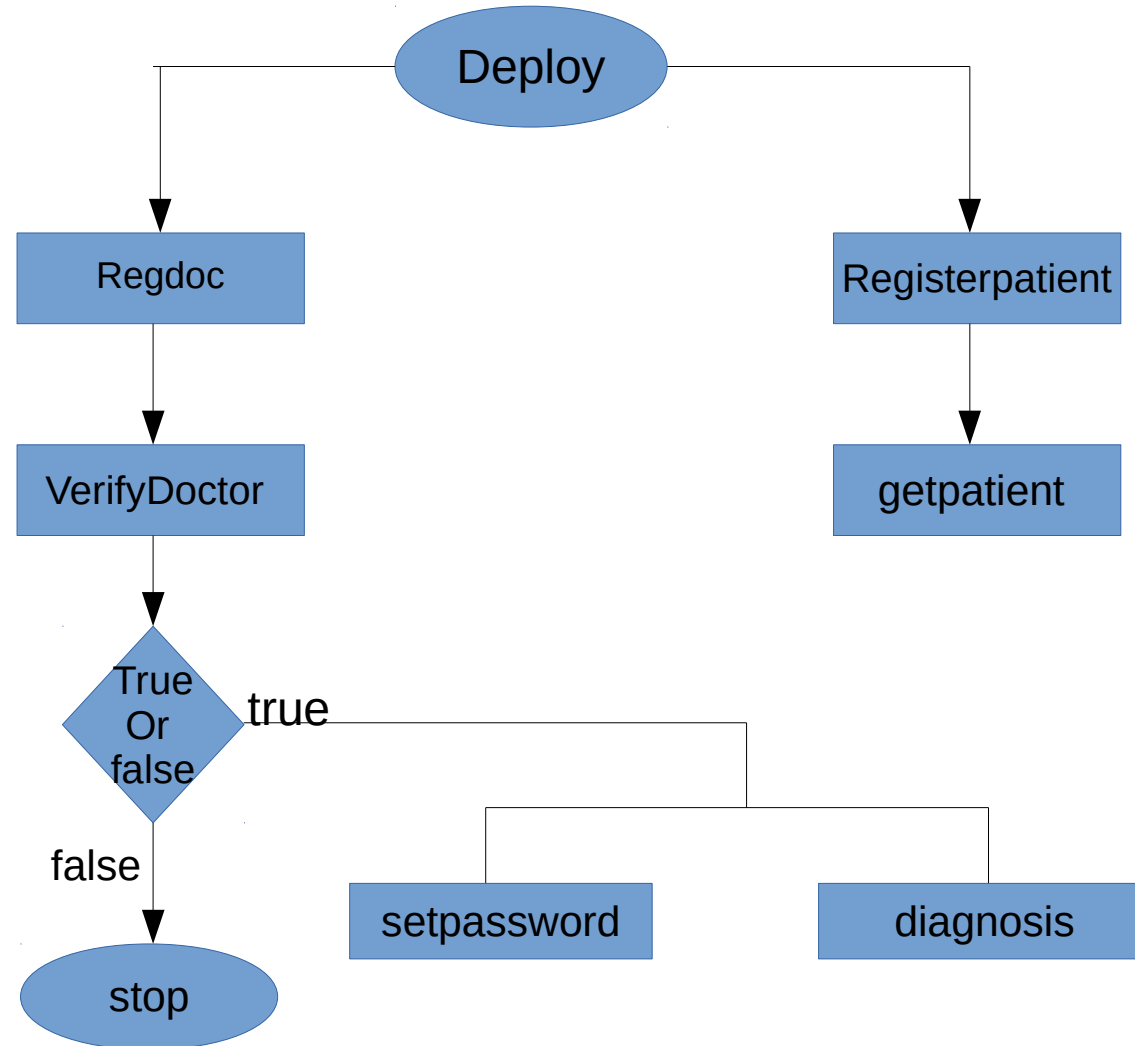 Deploy
Regdoc
Registerpatient
VerifyDoctor
getpatient
True
Or
false
true
false
setpassword
diagnosis
stop